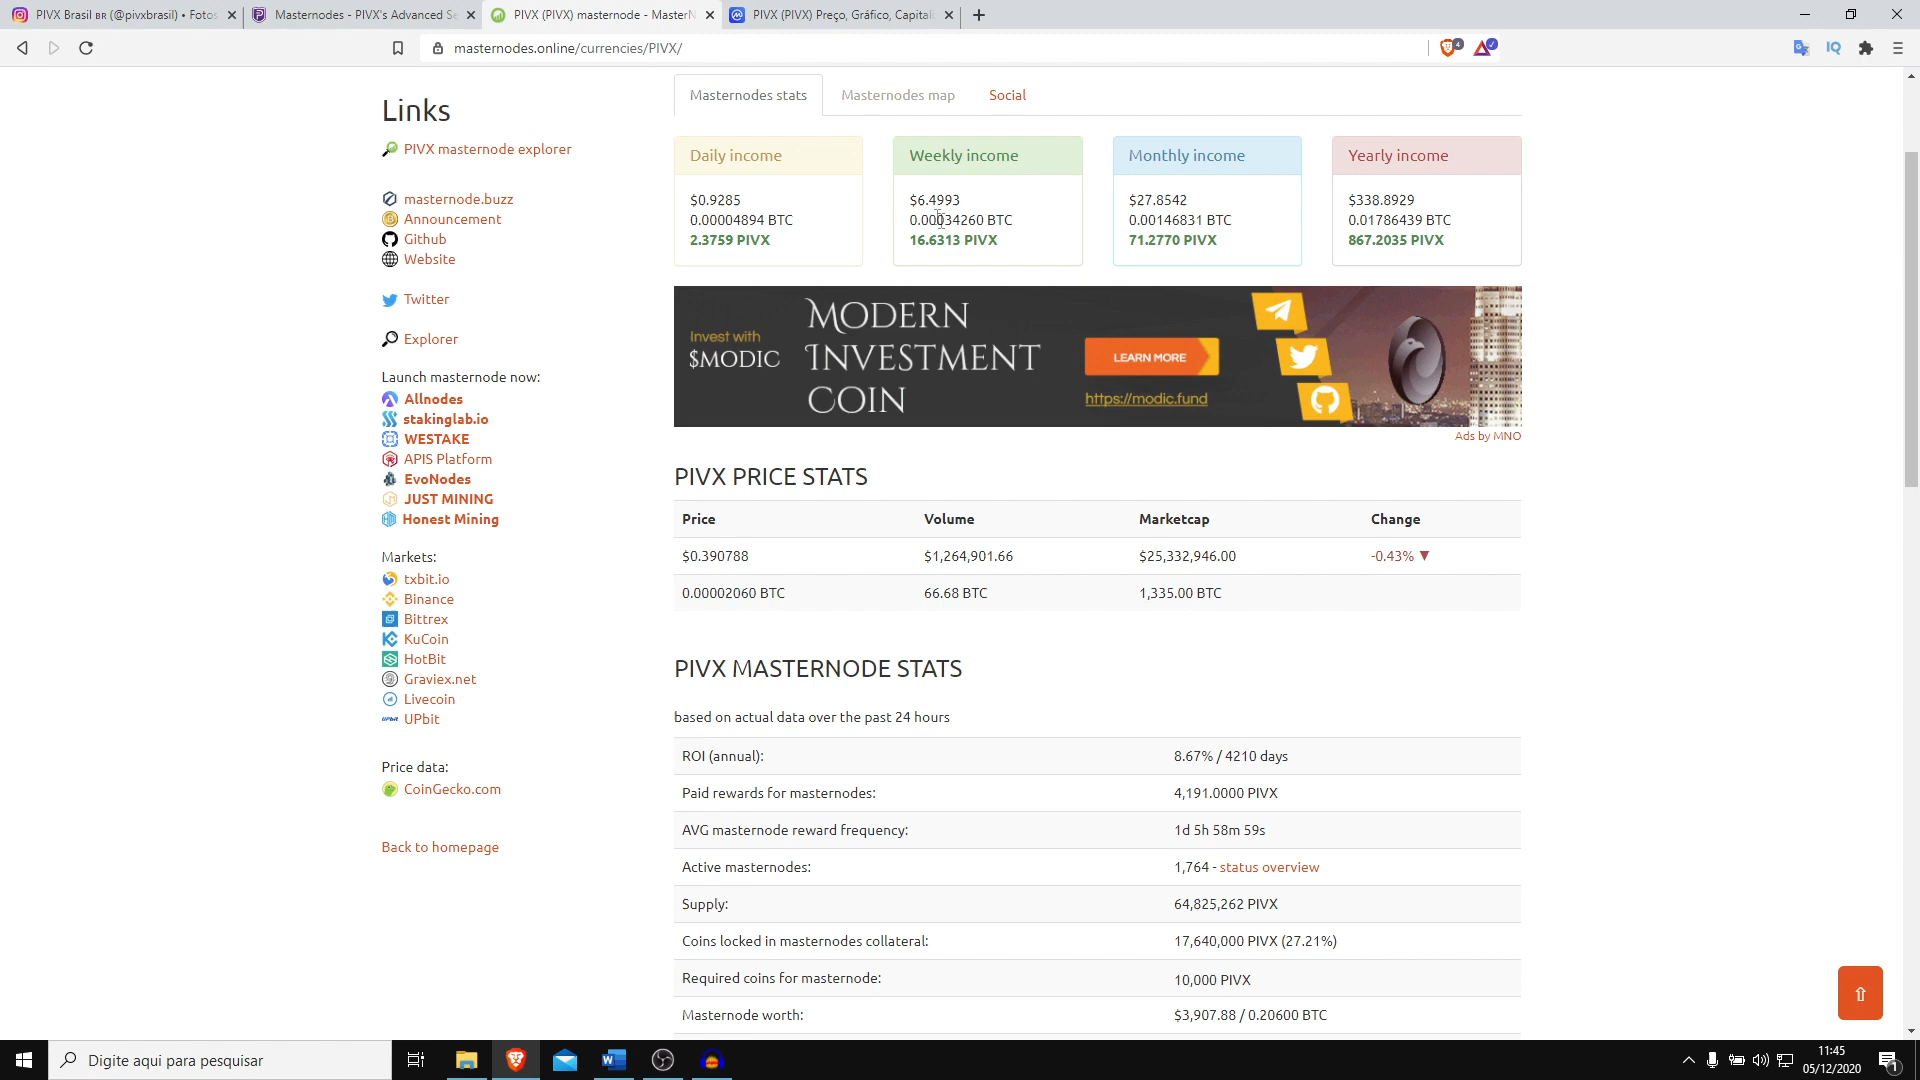 PIVX Brasil BR (@pivxbrasil) • Fotos
Masternodes - PIVX's Advanced Se
PIVX (PIVX) masternode - MasterN
PIVX (PIVX) Preço, Gráfico, Capitali
masternodes.online/currencies/PIVX/
4
IQ
Links
PIVX masternode explorer
masternode.buzz
Announcement
Github
Website
Twitter
Explorer
Launch masternode now:
Allnodes
stakinglab.io
WESTAKE
APIS Platform
EvoNodes
JUST MINING
Honest Mining
Markets:
txbit.io
Binance
Bittrex
KuCoin
HotBit
Graviex.net
Livecoin
UPbit
Price data:
CoinGecko.com
Back to homepage
Masternodes stats
Masternodes map
Social
Daily income
$0.9285
0.00004894 BTC
2.3759 PIVX
Weekly income
$6.4993
0.00034260 BTC
16.6313 PIVX
Monthly income
$27.8542
0.00146831 BTC
71.2770 PIVX
Yearly income
$338.8929
0.01786439 BTC
867.2035 PIVX
Invest with
$MODIC
MODERN
INVESTMENT
COIN
LEARN MORE
https://modic.fund
Ads by MNO
PIVX PRICE STATS
Price Volume Marketcap Change
$0.390788 $1,264,901.66 $25,332,946.00 -0.43% ▼
0.00002060 BTC 66.68 BTC 1,335.00 BTC
PIVX MASTERNODE STATS
based on actual data over the past 24 hours
ROI (annual): 8.67% / 4210 days
Paid rewards for masternodes: 4,191.0000 PIVX
AVG masternode reward frequency: 1d 5h 58m 59s
Active masternodes: 1,764 - status overview
Supply: 64,825,262 PIVX
Coins locked in masternodes collateral: 17,640,000 PIVX (27.21%)
Required coins for masternode: 10,000 PIVX
Masternode worth: $3,907.88 / 0.20600 BTC
Digite aqui para pesquisar
11:45
05/12/2020
1